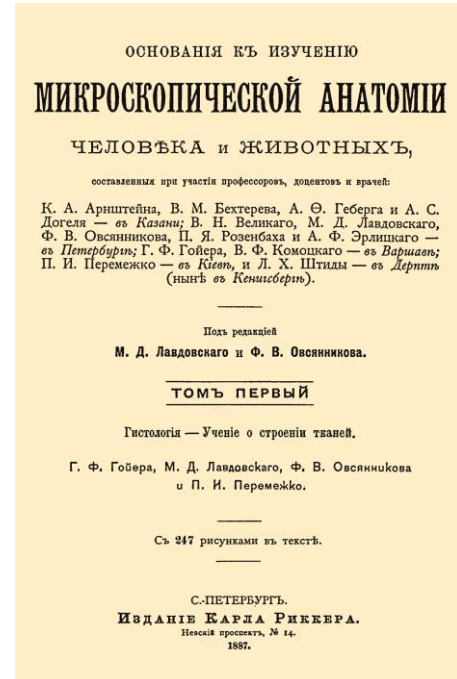 ОСНОВАНІЯ КЪ ИЗУЧЕНІЮ
МИКРОСКОПИЧЕСКОЙ АНАТОМІИ
ЧЕЛОВѢКА и ЖИВОТНЫХЪ,
составленныя при участіи профессоровъ, доцентовъ и врачей:
К. А. Арнштейна, В. М. Бехтерева, А. Ѳ. Геберга и А. С.
Догеля — въ Казани; В. Н. Великаго, М. Д. Лавдовскаго,
Ф. В. Овсянникова, П. Я. Розенбаха и А. Ф. Эрлицкаго —
въ Петербургѣ; Г. Ф. Гойера, В. Ф. Комоцкаго — въ Варшавѣ;
П. И. Перемежко — въ Кіевѣ, и Л. Х. Штиды — въ Дерптѣ
(нынѣ въ Кенигсбергѣ).
Подъ редакціей
М. Д. Лавдовскаго и Ф. В. Овсянникова.
ТОМЪ ПЕРВЫЙ
Гистологія — Ученіе о строеніи тканей.
Г. Ф. Гойера, М. Д. Лавдовскаго, Ф. В. Овсянникова
и П. И. Перемежко.
Съ 247 рисунками въ текстѣ.
С.-ПЕТЕРБУРГЪ.
Изданіе Карла Риккера.
Невскій проспектъ, № 14.
1887.